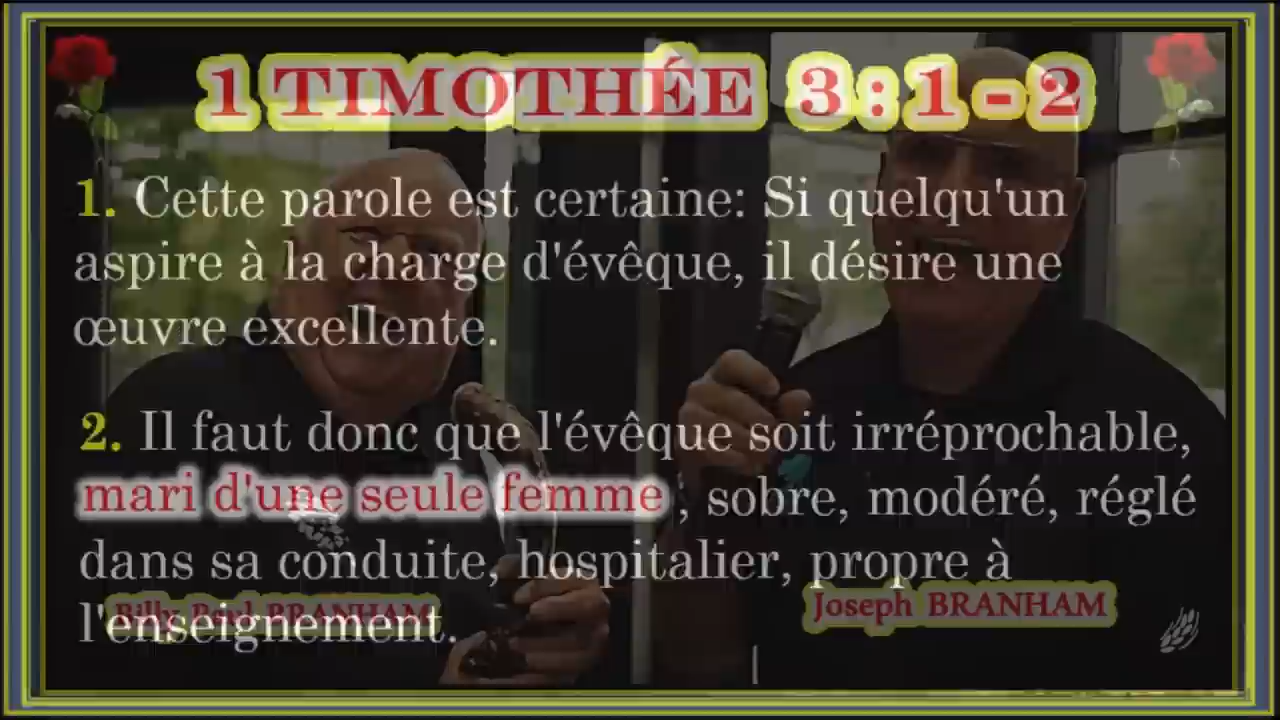 1 TIMOTHÉE 3 : 1 - 2
1. Cette parole est certaine: Si quelqu'un
aspire à la charge d'évêque, il désire une
œuvre excellente.
2. Il faut donc que l'évêque soit irréprochable,
mari d'une seule femme , sobre, modéré, réglé
dans sa conduite, hospitalier, propre à
l'enseignement.
Billy Paul BRANHAM
Joseph BRANHAM